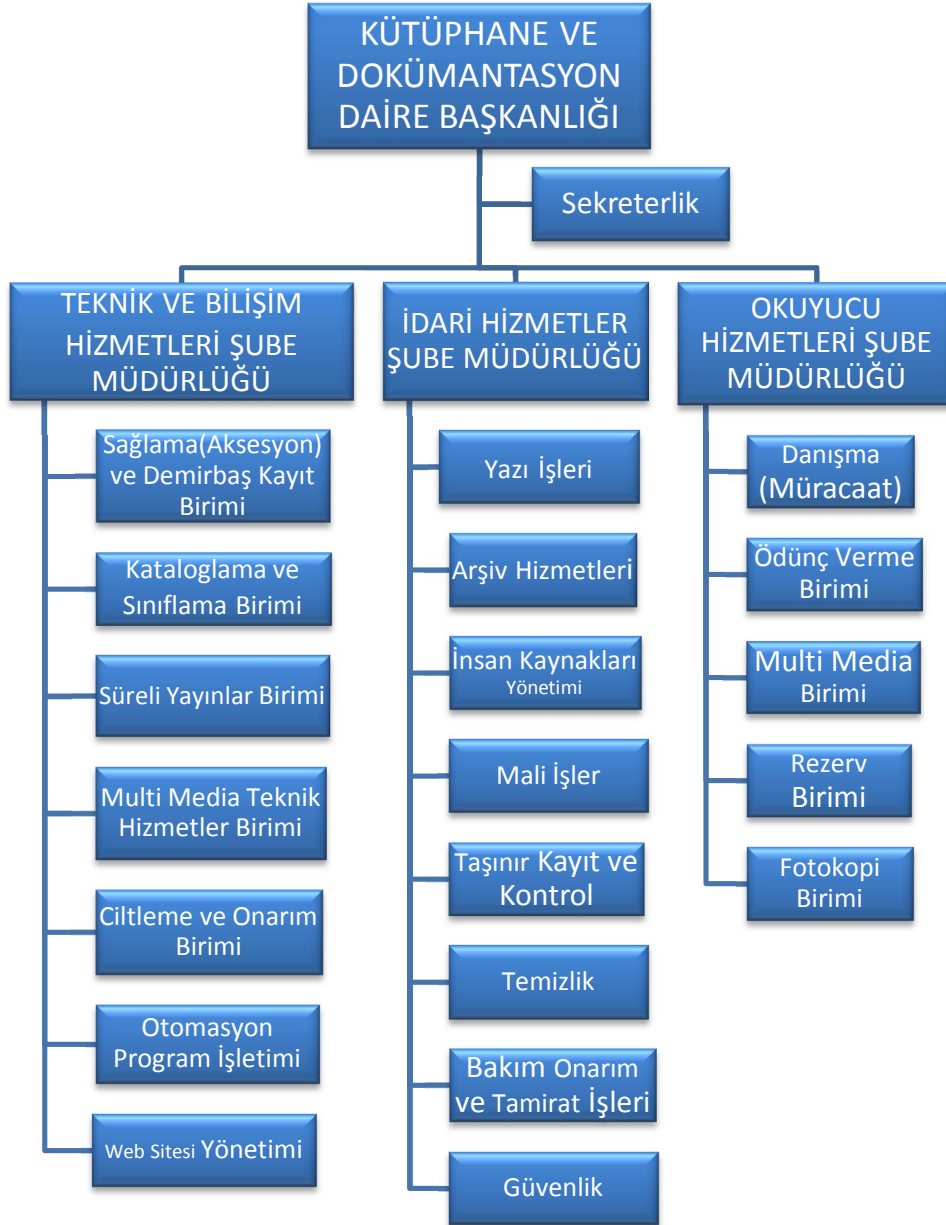 KÜTÜPHANE VE
DOKÜMANTASYON
DAİRE BAŞKANLIĞI
Sekreterlik
TEKNİK VE BİLİŞİM
HİZMETLERİ ŞUBE
MÜDÜRLÜĞÜ
Sağlama(Aksesyon)
ve Demirbaş Kayıt
Birimi
Kataloglama ve
Sınıflama Birimi
Süreli Yayınlar Birimi
Multi Media Teknik
Hizmetler Birimi
Ciltleme ve Onarım
Birimi
Otomasyon
Program İşletimi
Web Sitesi Yönetimi
İDARİ HİZMETLER
ŞUBE MÜDÜRLÜĞÜ
Yazı İşleri
Arşiv Hizmetleri
İnsan Kaynakları
Yönetimi
Mali İşler
Taşınır Kayıt ve
Kontrol
Temizlik
Bakım Onarım
ve Tamirat İşleri
Güvenlik
OKUYUCU
HİZMETLERİ ŞUBE
MÜDÜRLÜĞÜ
Danışma
(Müracaat)
Ödünç Verme
Birimi
Multi Media
Birimi
Rezerv
Birimi
Fotokopi
Birimi